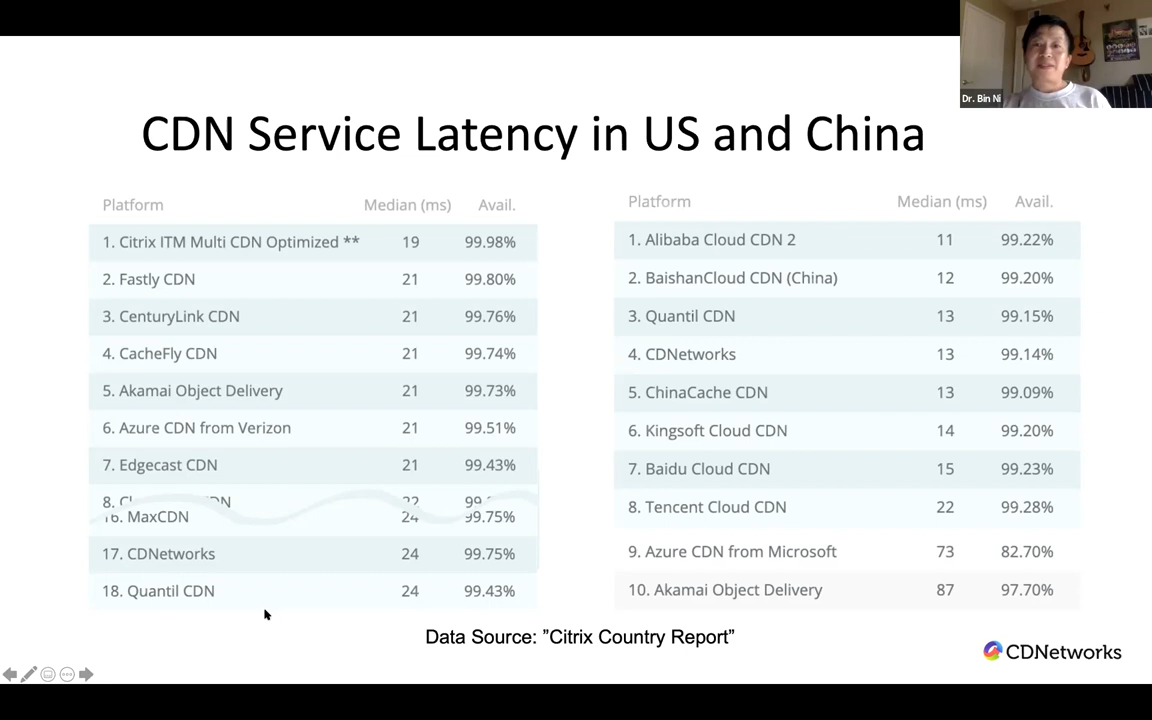 Dr. Bin Ni
CDN Service Latency in US and China
Platform Median (ms) Avail.
1. Citrix ITM Multi CDN Optimized ** 19 99.98%
2. Fastly CDN 21 99.80%
3. CenturyLink CDN 21 99.76%
4. CacheFly CDN 21 99.74%
5. Akamai Object Delivery 21 99.73%
6. Azure CDN from Verizon 21 99.51%
7. Edgecast CDN 21 99.43%
8.
16. MaxCDN 24 99.75%
17. CDNetworks 24 99.75%
18. Quantil CDN 24 99.43%
Platform Median (ms) Avail.
1. Alibaba Cloud CDN 2 11 99.22%
2. BaishanCloud CDN (China) 12 99.20%
3. Quantil CDN 13 99.15%
4. CDNetworks 13 99.14%
5. ChinaCache CDN 13 99.09%
6. Kingsoft Cloud CDN 14 99.20%
7. Baidu Cloud CDN 15 99.23%
8. Tencent Cloud CDN 22 99.28%
9. Azure CDN from Microsoft 73 82.70%
10. Akamai Object Delivery 87 97.70%
Data Source: ”Citrix Country Report”
CDNetworks